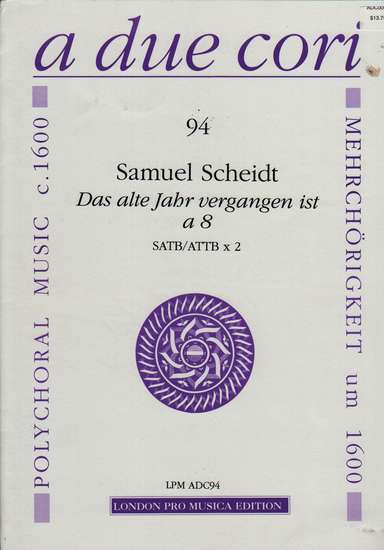 a due cori
94
Samuel Scheidt
Das alte Jahr vergangen ist
a 8
SATB/ATTB x 2
POLYCHORAL MUSIC c.1600
MEHRCHÖRIGKEIT um 1600
LPM ADC94
LONDON PRO MUSICA EDITION